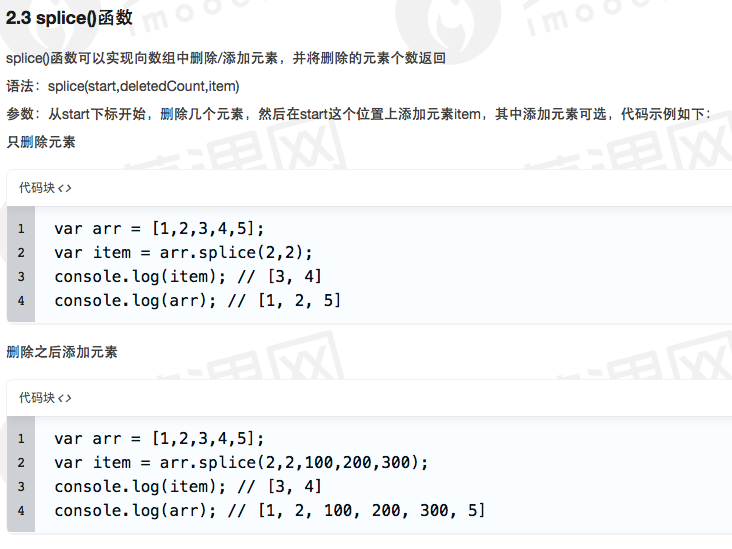 2.3 splice()函数
splice()函数可以实现向数组中删除/添加元素，并将删除的元素个数返回
语法：splice(start,deletedCount,item)
参数：从start下标开始，删除几个元素，然后在start这个位置上添加元素item，其中添加元素可选，代码示例如下：
只删除元素
代码块<>
1 var arr = [1,2,3,4,5];
2 var item = arr.splice(2,2);
3 console.log(item); // [3, 4]
4 console.log(arr); // [1, 2, 5]
删除之后添加元素
代码块<>
1 var arr = [1,2,3,4,5];
2 var item = arr.splice(2,2,100,200,300);
3 console.log(item); // [3, 4]
4 console.log(arr); // [1, 2, 100, 200, 300, 5]